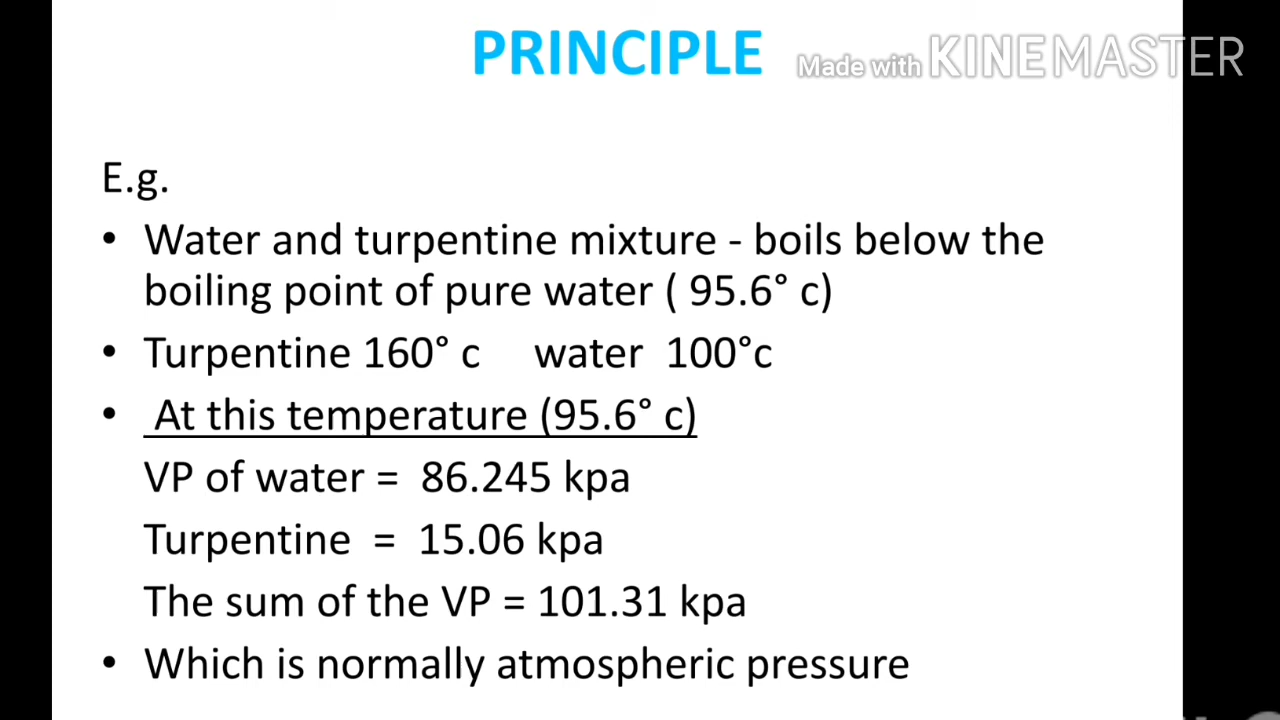 PRINCIPLE
Made with KINEMASTER
E.g.
• Water and turpentine mixture - boils below the
boiling point of pure water ( 95.6° c)
• Turpentine 160° c water 100°c
• At this temperature (95.6° c)
VP of water = 86.245 kpa
Turpentine = 15.06 kpa
The sum of the VP = 101.31 kpa
• Which is normally atmospheric pressure